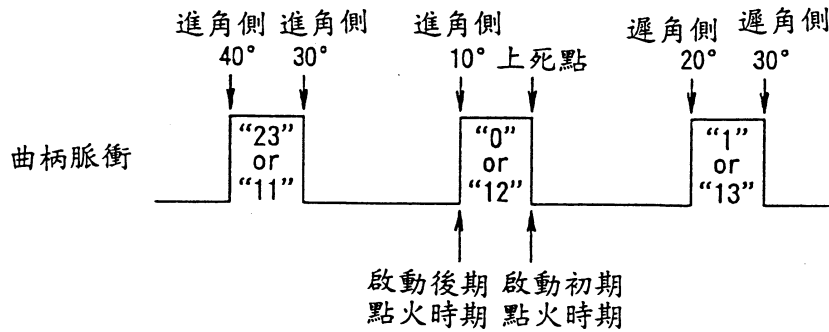 進角側 進角側 進角側 遲角側 遲角側
40° 30° 10° 上死點 20° 30°
曲柄脈衝
“23” “0” “1”
or or or
“11” “12” “13”
啟動後期 啟動初期
點火時期 點火時期